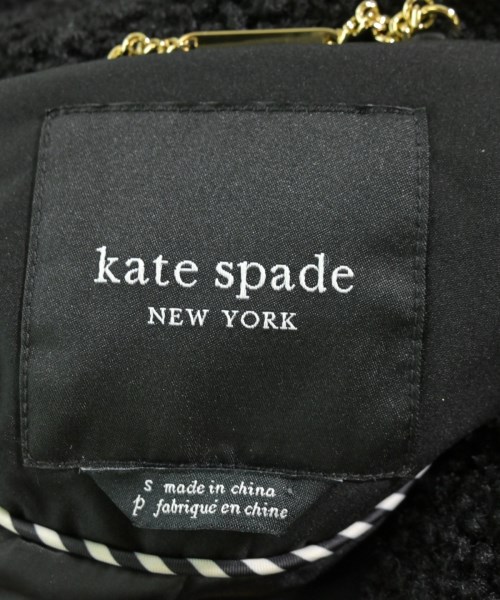 kate spade
NEW YORK
s made in china
p fabriqué en chine